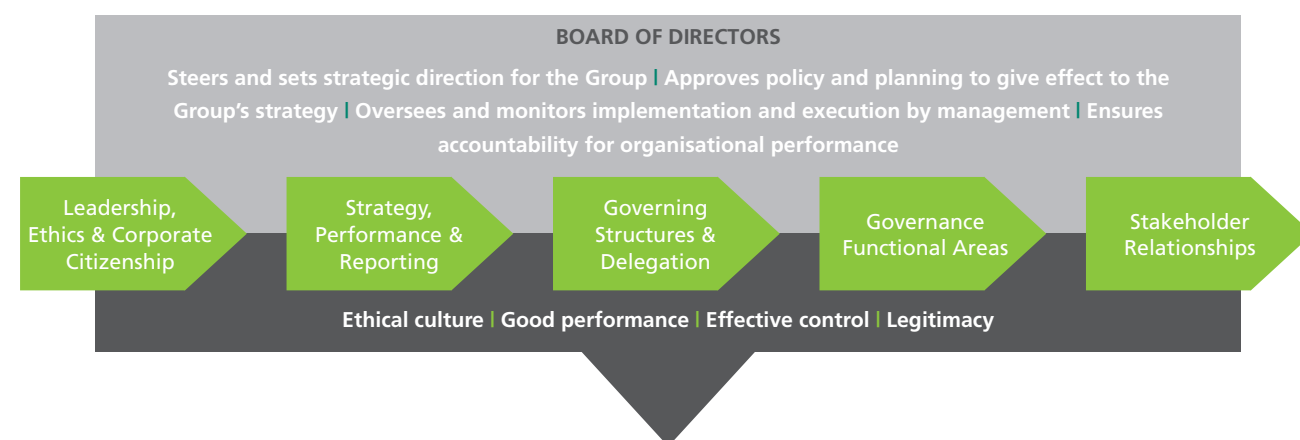 BOARD OF DIRECTORS
Steers and sets strategic direction for the Group | Approves policy and planning to give effect to the
Group’s strategy | Oversees and monitors implementation and execution by management | Ensures
accountability for organisational performance
Leadership,
Ethics & Corporate
Citizenship
Strategy,
Performance &
Reporting
Governing
Structures &
Delegation
Governance
Functional Areas
Stakeholder
Relationships
Ethical culture | Good performance | Effective control | Legitimacy